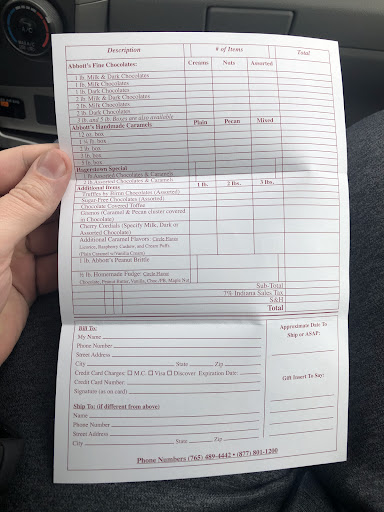 Description # of Items Total
Abbott's Fine Chocolates: Creams Nuts Assorted
1 lb. Milk & Dark Chocolates
1 lb. Milk Chocolates
1 lb. Dark Chocolates
2 lb. Milk & Dark Chocolates
2 lb. Milk Chocolates
2 lb. Dark Chocolates
3 lb. and 5 lb. Boxes are also available
Abbott's Handmade Caramels Plain Pecan Mixed
12 oz. box
1 ½ lb. box
2 lb. box
3 lb. box
5 lb. box
Hagerstown Special
1 lb Assorted Chocolates & Caramels
2 lb Assorted Chocolates & Caramels
Additional Items 1 lb. 2 lbs. 3 lbs.
Truffles by Birnn Chocolates (Assorted)
Sugar-Free Chocolates (Assorted)
Chocolate Covered Toffee
Gismos (Caramel & Pecan cluster covered
in Chocolate)
Cherry Cordials (Specify Milk, Dark or
Assorted Chocolate)
Additional Caramel Flavors Circle Flavor
Licorice, Raspberry Cashew, and Cream Puffs
(Plain Caramel w/Vanilla Cream)
1 lb. Abbott's Peanut Brittle
lb. Homemade Fudge: Circle Flavor
Chocolate, Peanut Butter, Vanilla, Choc. P/B, Maple Nut
Sub-Total
7% Indiana Sales Tax
S&H
Total
Bill To:
My Name
Phone Number
Street Address
City State Zip
Credit Card Charge: ☐ M.C. ☐ Visa ☐ Discover Expiration Date:
Credit Card Number:
Signature (as on card)
Ship To: (if different from above)
Name
Phone Number
Street Address
City State Zip
Approximate Date To
Ship or ASAP:
Gift Insert To Say:
Phone Numbers (765) 489-4442 • (877) 801-1200